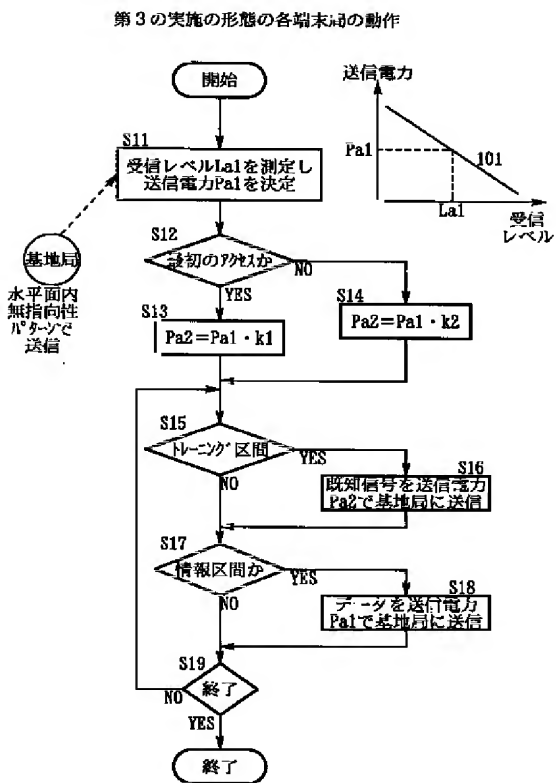 第3の実施の形態の各端末局の動作
開始
送信電力
Pa1
101
La1
受信
レベル
S11
受信レベルLa1を測定し
送信電力Pa1を決定
基地局
水平面内
無指向性
パターンで
送信
S12
最初のアクセスか
NO
YES
S13
Pa2=Pa1・k1
S14
Pa2=Pa1・k2
S15
トレーニング区間
YES
NO
S16
既知信号を送信電力
Pa2で基地局に送信
S17
情報区間か
YES
NO
S18
データを送信電力
Pa1で基地局に送信
S19
終了
NO
YES
終了